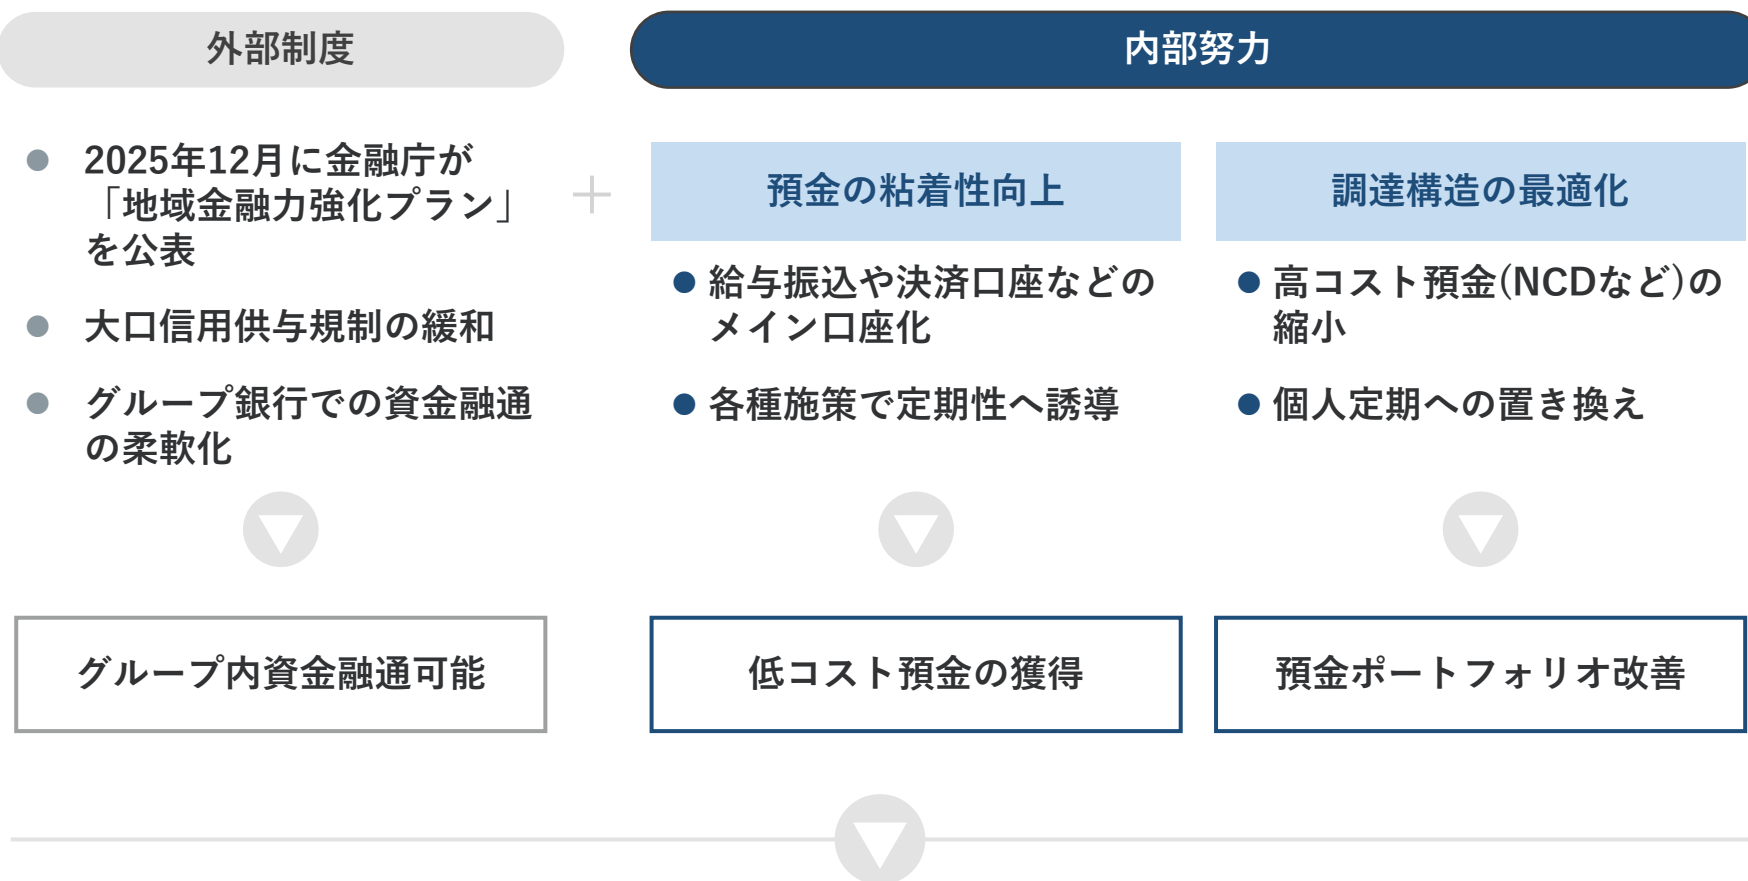 外部制度
2025年12月に金融庁が
「地域金融力強化プラン」
を公表
大口信用供与規制の緩和
グループ銀行での資金融通
の柔軟化
グループ内資金融通可能
内部努力
預金の粘着性向上
給与振込や決済口座などの
メイン口座化
各種施策で定期性へ誘導
低コスト預金の獲得
調達構造の最適化
高コスト預金(NCDなど)の
縮小
個人定期への置き換え
預金ポートフォリオ改善